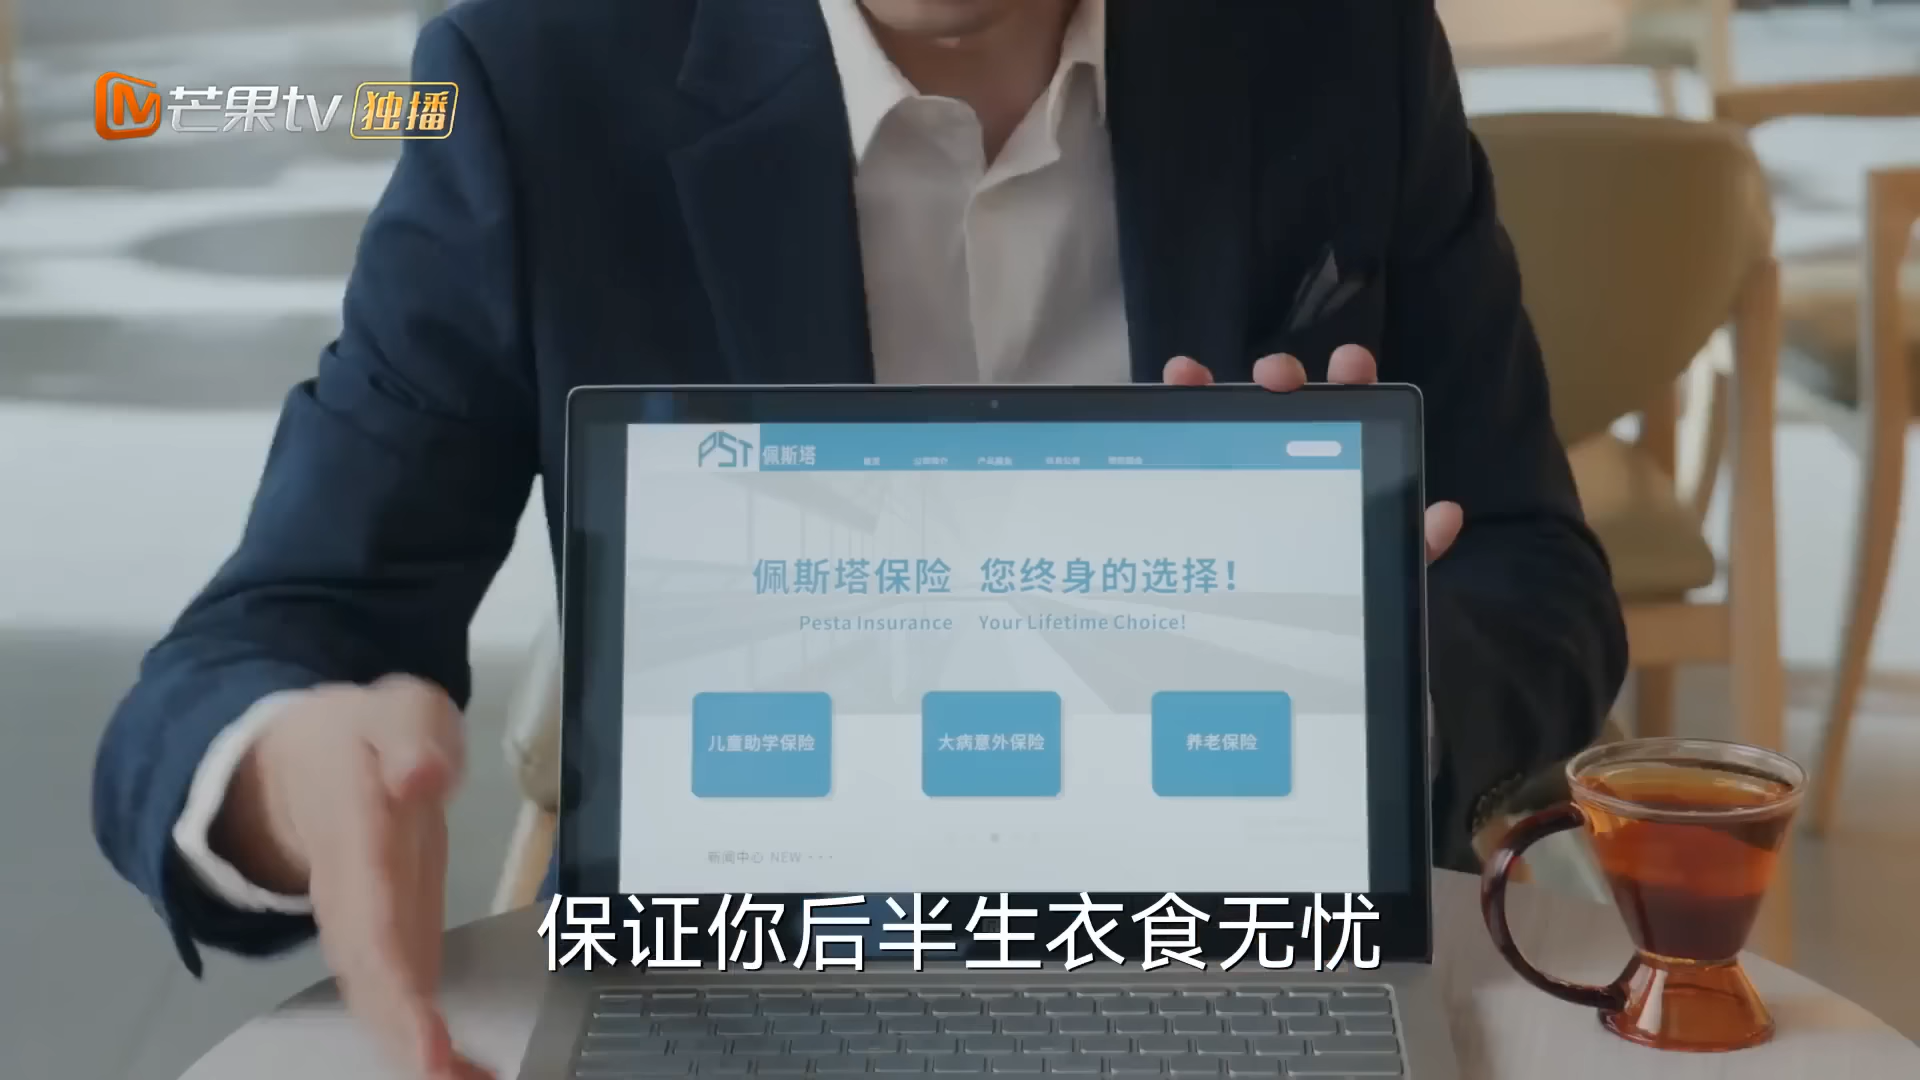 芒果tv 独播
PST 佩斯塔
佩斯塔保险 您终身的选择！
Pesta Insurance Your Lifetime Choice!
儿童助学保险
大病意外保险
养老保险
新闻中心 NEW ···
保证你后半生衣食无忧